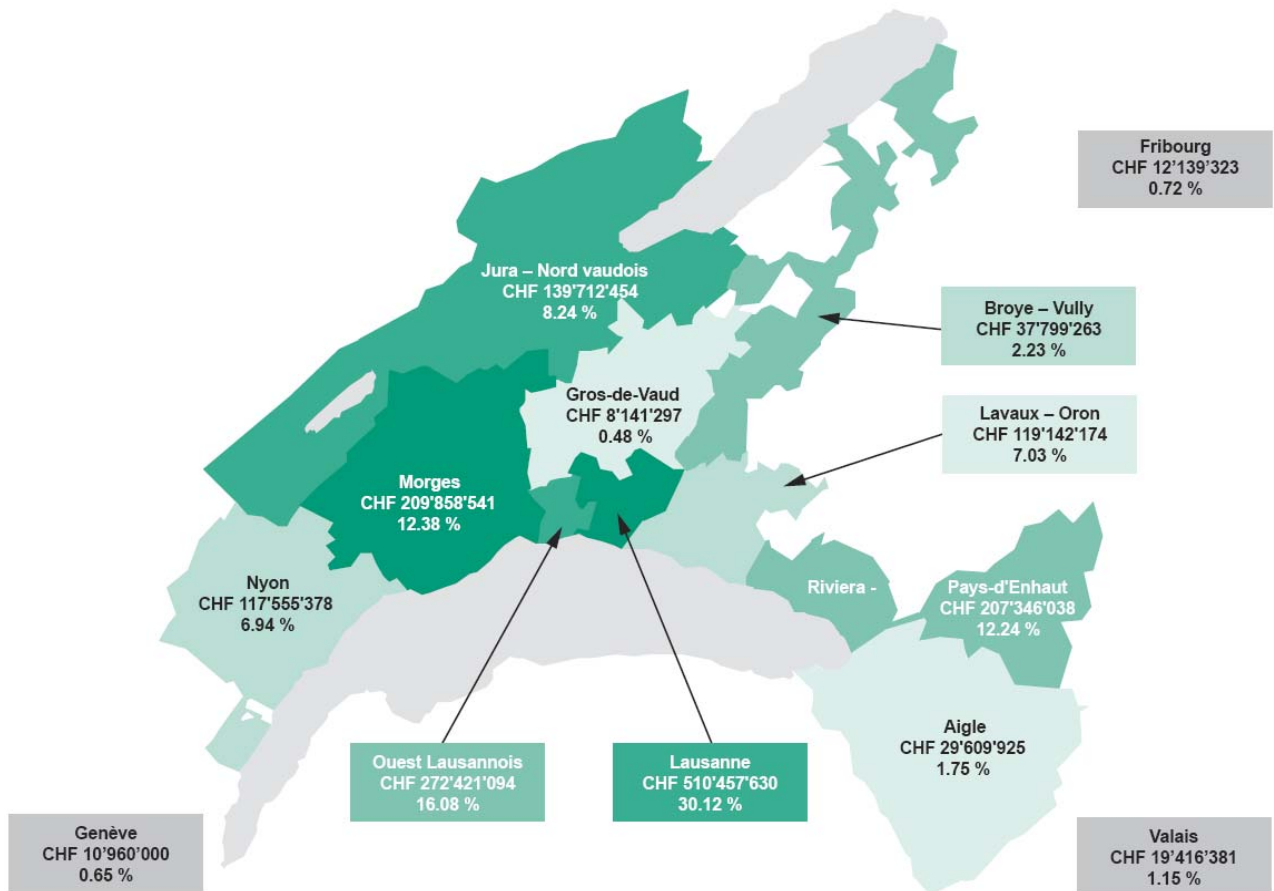 Fribourg
CHF 12’139’323
0.72 %
Jura – Nord vaudois
CHF 139'712'454
8.24 %
Broye – Vully
CHF 37'799'263
2.23 %
Gros-de-Vaud
CHF 8'141'297
0.48 %
Lavaux – Oron
CHF 119'142'174
7.03 %
Morges
CHF 209'858'541
12.38 %
Nyon
CHF 117'555'378
6.94 %
Riviera -
Pays-d'Enhaut
CHF 207'346'038
12.24 %
Aigle
CHF 29'609'925
1.75 %
Ouest Lausannois
CHF 272'421'094
16.08 %
Lausanne
CHF 510'457'630
30.12 %
Genève
CHF 10’960’000
0.65 %
Valais
CHF 19’416’381
1.15 %